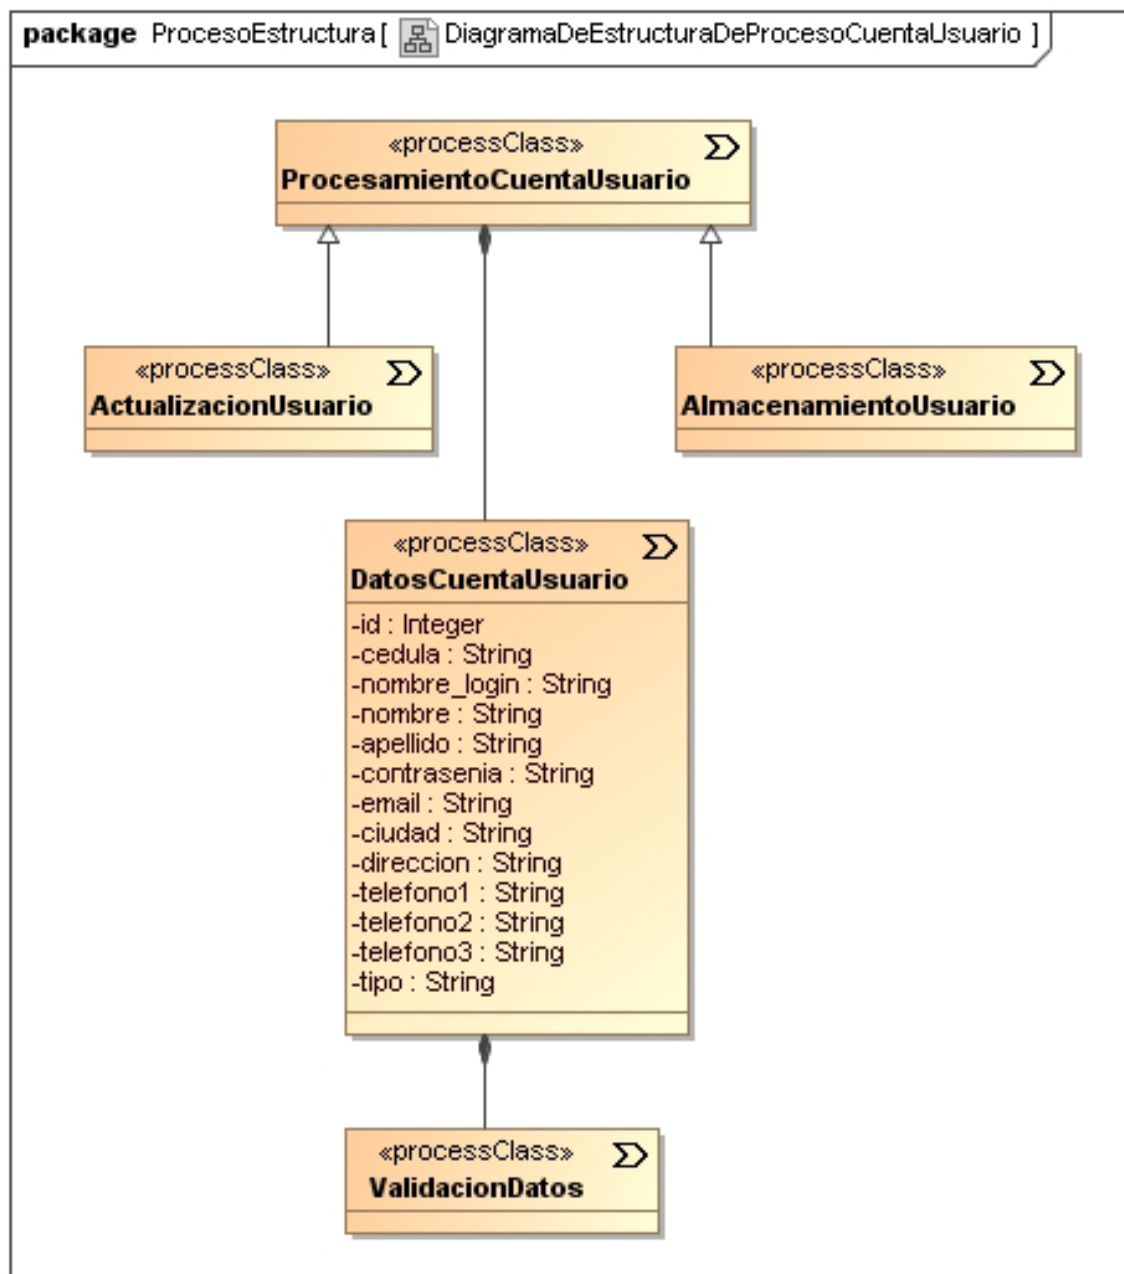 package ProcesoEstructura[ DiagramaDeEstructuraDeProcesoCuentaUsuario ]
«processClass»
ProcesamientoCuentaUsuario
«processClass»
ActualizacionUsuario
«processClass»
AlmacenamientoUsuario
«processClass»
DatosCuentaUsuario
-id : Integer
-cedula : String
-nombre_login : String
-nombre : String
-apellido : String
-contrasenia : String
-email : String
-ciudad : String
-direccion : String
-telefono1 : String
-telefono2 : String
-telefono3 : String
-tipo : String
«processClass»
ValidacionDatos